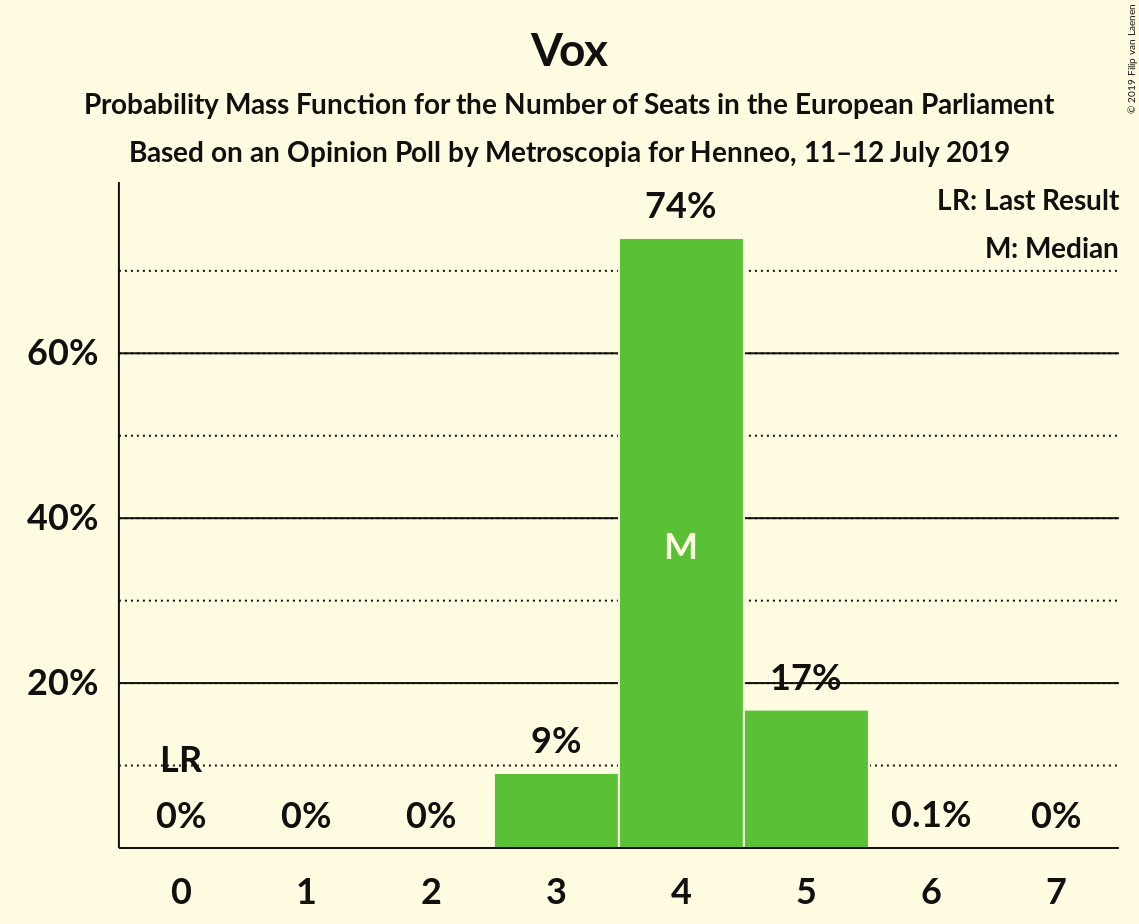 Vox
Probability Mass Function for the Number of Seats in the European Parliament
Based on an Opinion Poll by Metroscopia for Henneo, 11–12 July 2019
© 2019 Filip van Laenen
LR: Last Result
M: Median
74%
60%
40%
M
20%
17%
9%
LR
0%
0%
0%
0.1%
0%
0 1 2 3 4 5 6 7